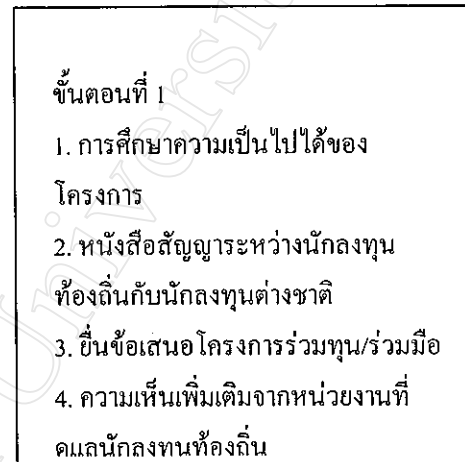 ขั้นตอนที่ 1
1. การศึกษาความเป็นไปได้ของ
โครงการ
2. หนังสือสัญญาระหว่างนักลงทุน
ท้องถิ่นกับนักลงทุนต่างชาติ
3. ยื่นข้อเสนอโครงการร่วมทุน/ร่วมมือ
4. ความเห็นเพิ่มเติมจากหน่วยงานที่
ดูแลนักลงทุนท้องถิ่น
Univers